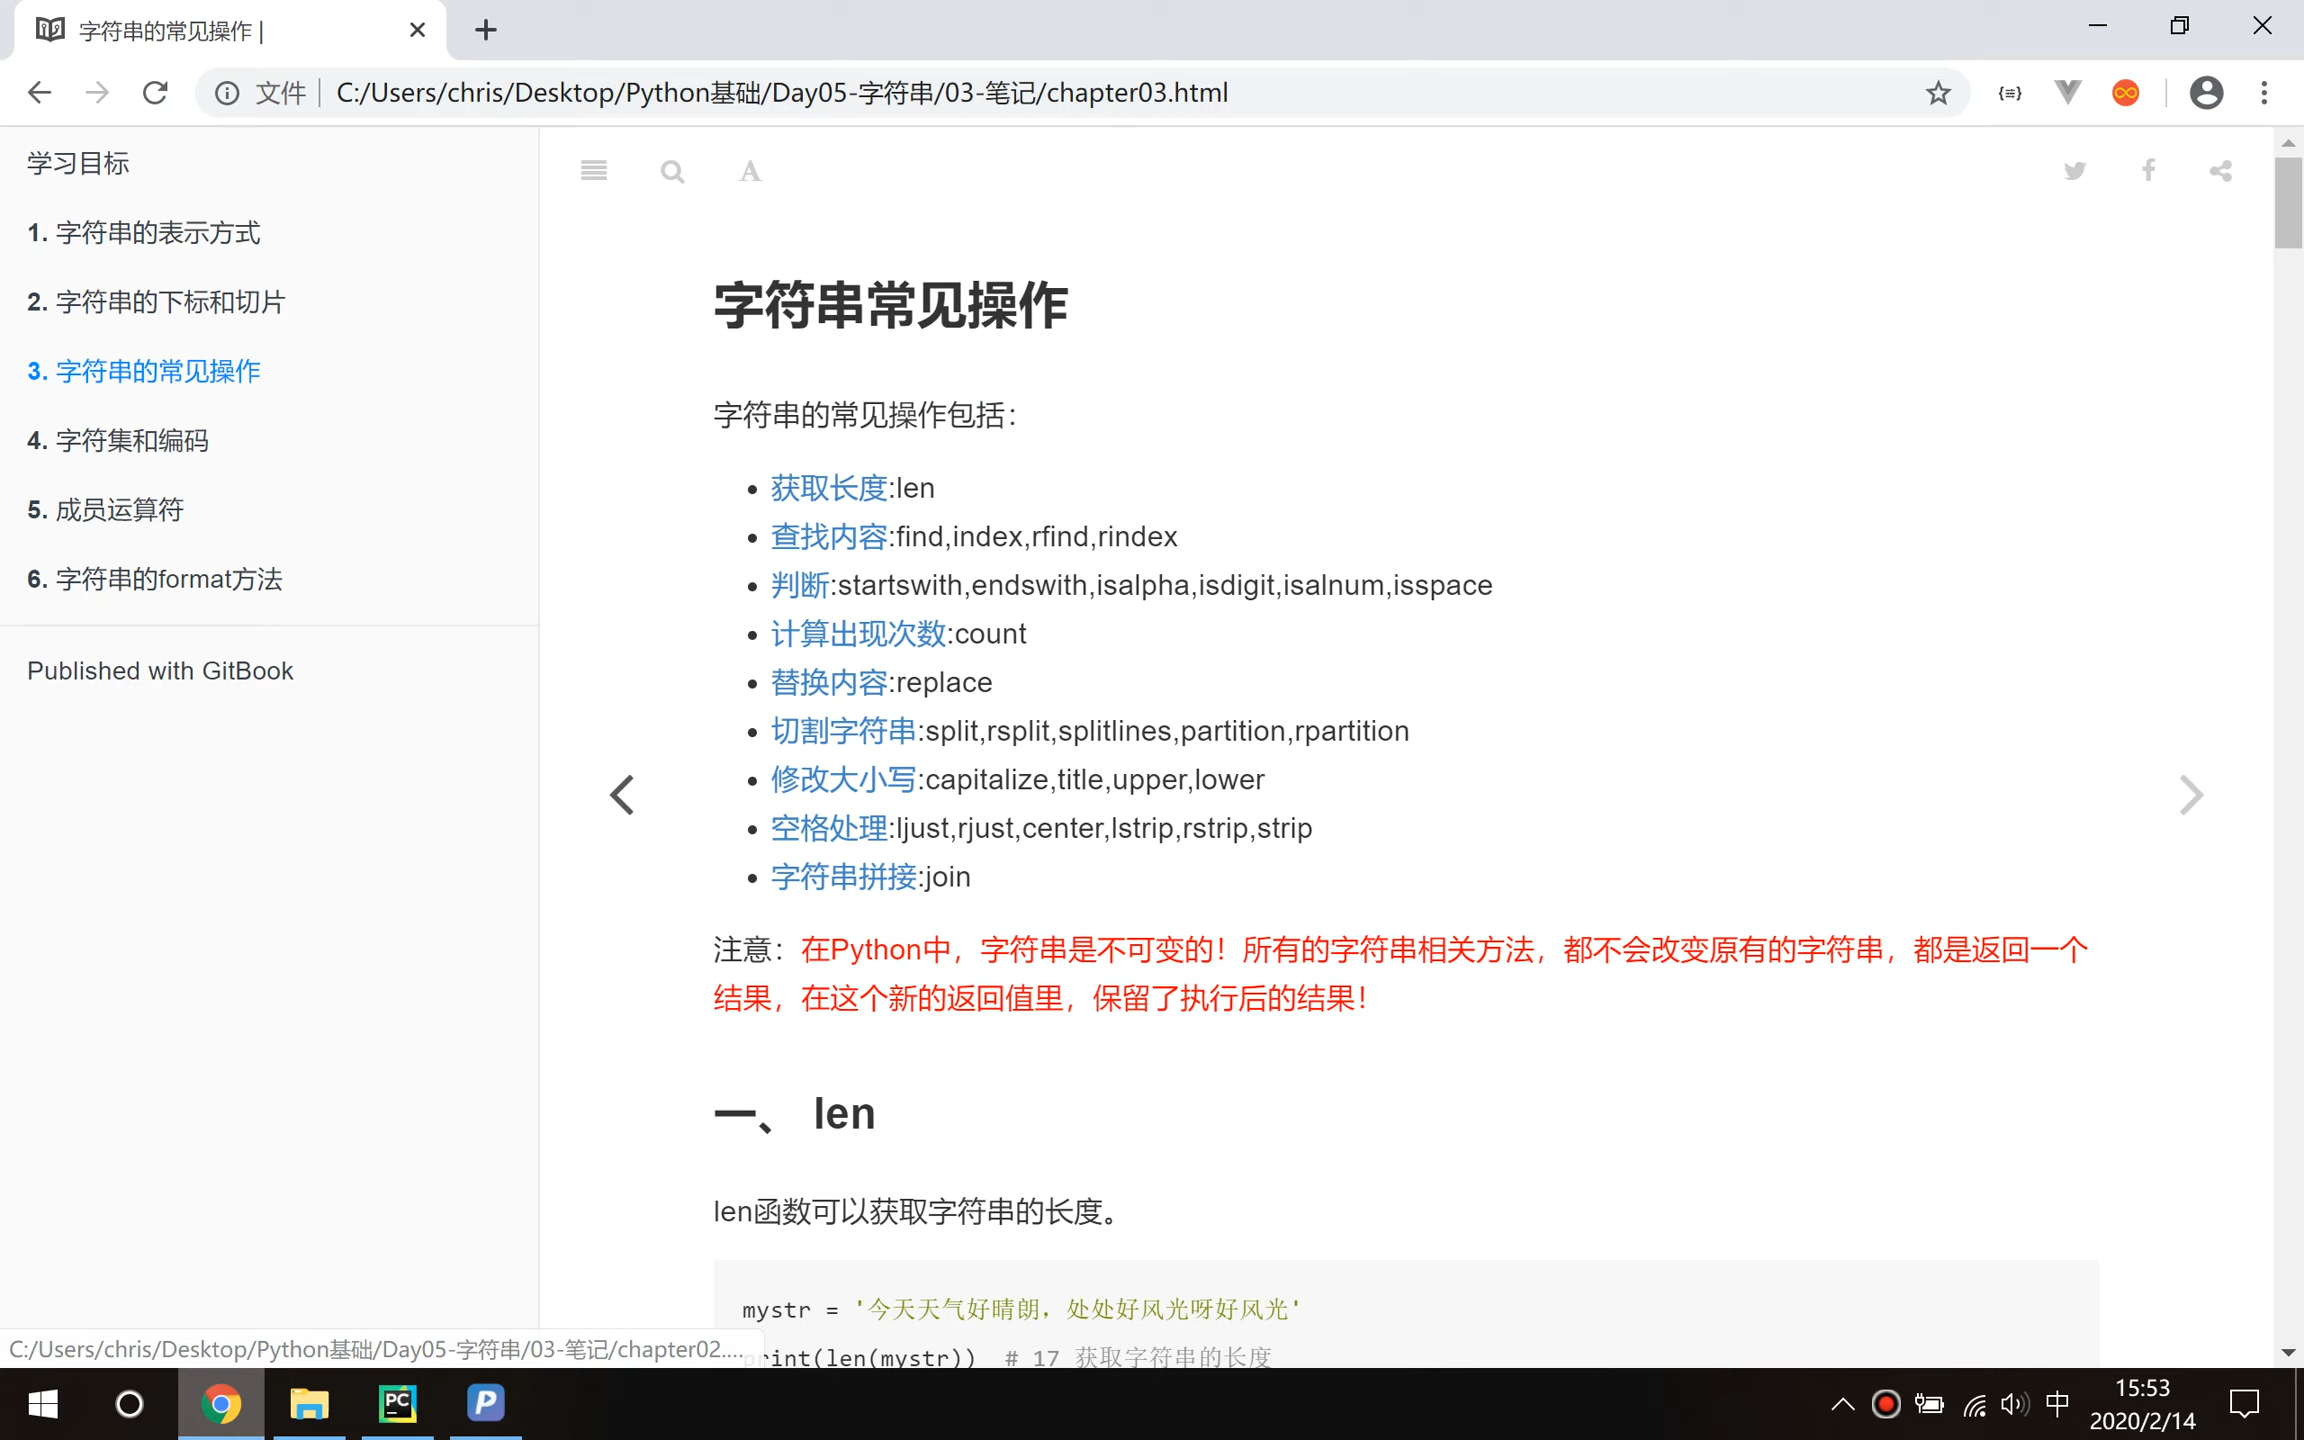 字符串的常见操作 |
文件 C:/Users/chris/Desktop/Python基础/Day05-字符串/03-笔记/chapter03.html
学习目标
1. 字符串的表示方式
2. 字符串的下标和切片
3. 字符串的常见操作
4. 字符集和编码
5. 成员运算符
6. 字符串的format方法
Published with GitBook
字符串常见操作
字符串的常见操作包括：
获取长度:len
查找内容:find,index,rfind,rindex
判断:startswith,endswith,isalpha,isdigit,isalnum,isspace
计算出现次数:count
替换内容:replace
切割字符串:split,rsplit,splitlines,partition,rpartition
修改大小写:capitalize,title,upper,lower
空格处理:ljust,rjust,center,lstrip,rstrip,strip
字符串拼接:join
注意：在Python中，字符串是不可变的！所有的字符串相关方法，都不会改变原有的字符串，都是返回一个
结果，在这个新的返回值里，保留了执行后的结果！
一、 len
len函数可以获取字符串的长度。
mystr = '今天天气好晴朗，处处好风光呀好风光'
print(len(mystr))  # 17 获取字符串的长度
C:/Users/chris/Desktop/Python基础/Day05-字符串/03-笔记/chapter02....
中
15:53
2020/2/14